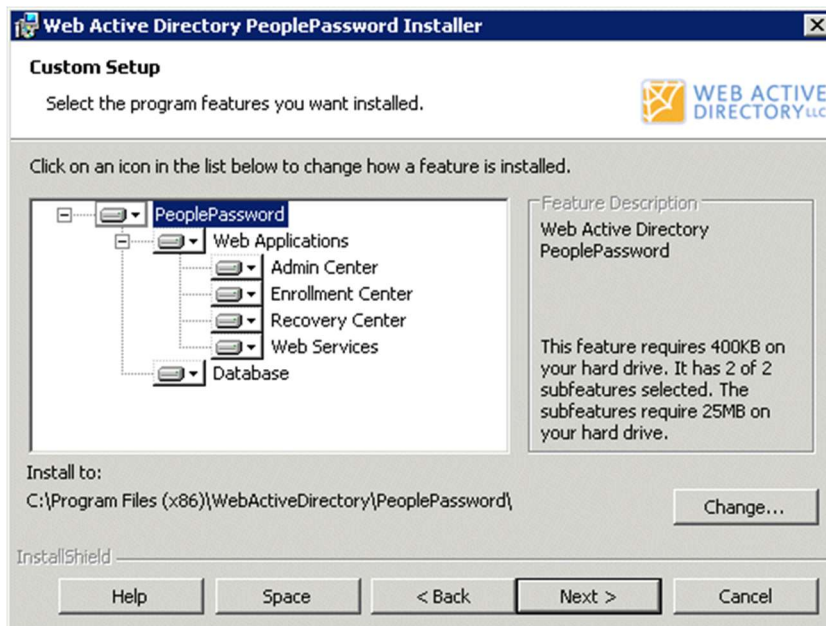 Web Active Directory PeoplePassword Installer
Custom Setup
Select the program features you want installed.
WEB ACTIVE
DIRECTORY LLC
Click on an icon in the list below to change how a feature is installed.
PeoplePassword
Web Applications
Admin Center
Enrollment Center
Recovery Center
Web Services
Database
Feature Description
Web Active Directory
PeoplePassword
This feature requires 400KB on
your hard drive. It has 2 of 2
subfeatures selected. The
subfeatures require 25MB on
your hard drive.
Install to:
C:\Program Files (x86)\WebActiveDirectory\PeoplePassword\
Change...
InstallShield
Help
Space
< Back
Next >
Cancel